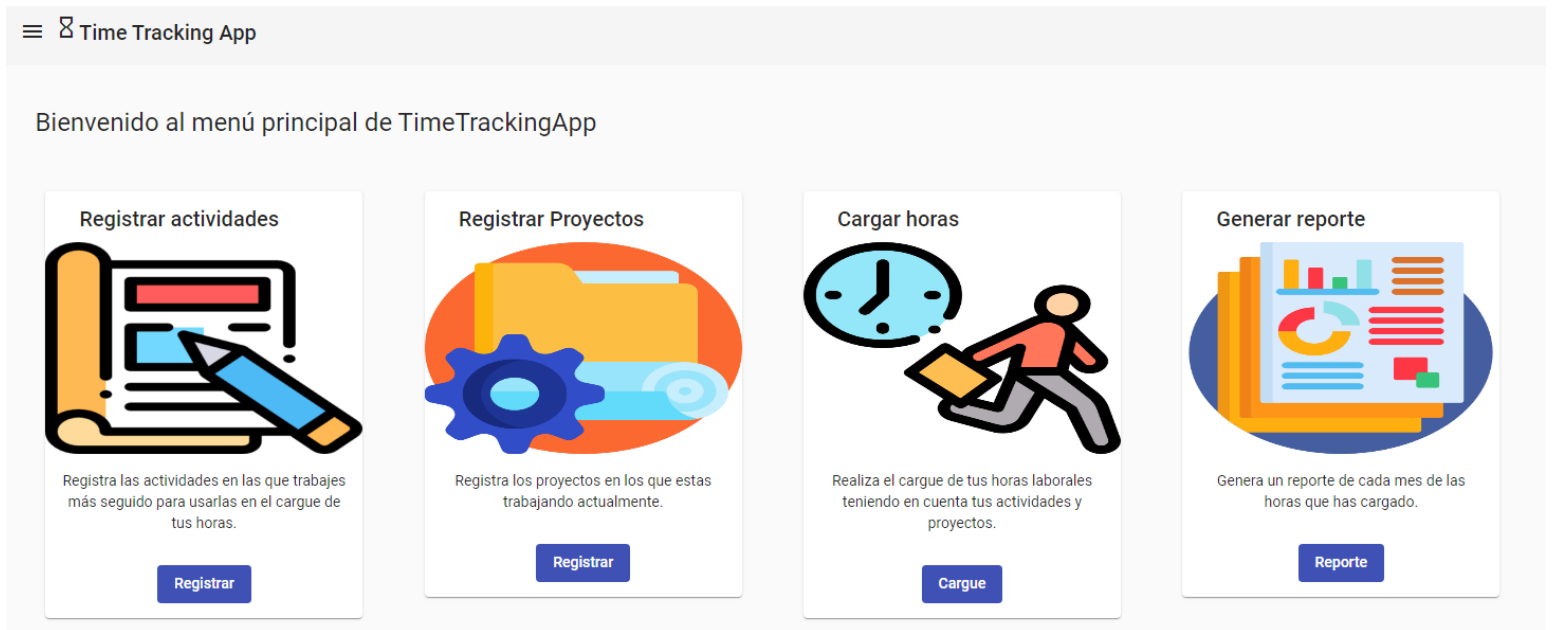 Time Tracking App
Bienvenido al menú principal de TimeTrackingApp
Registrar actividades
Registra las actividades en las que trabajes
más seguido para usarlas en el cargue de
tus horas.
Registrar
Registrar Proyectos
Registra los proyectos en los que estas
trabajando actualmente.
Registrar
Cargar horas
Realiza el cargue de tus horas laborales
teniendo en cuenta tus actividades y
proyectos.
Cargue
Generar reporte
Genera un reporte de cada mes de las
horas que has cargado.
Reporte